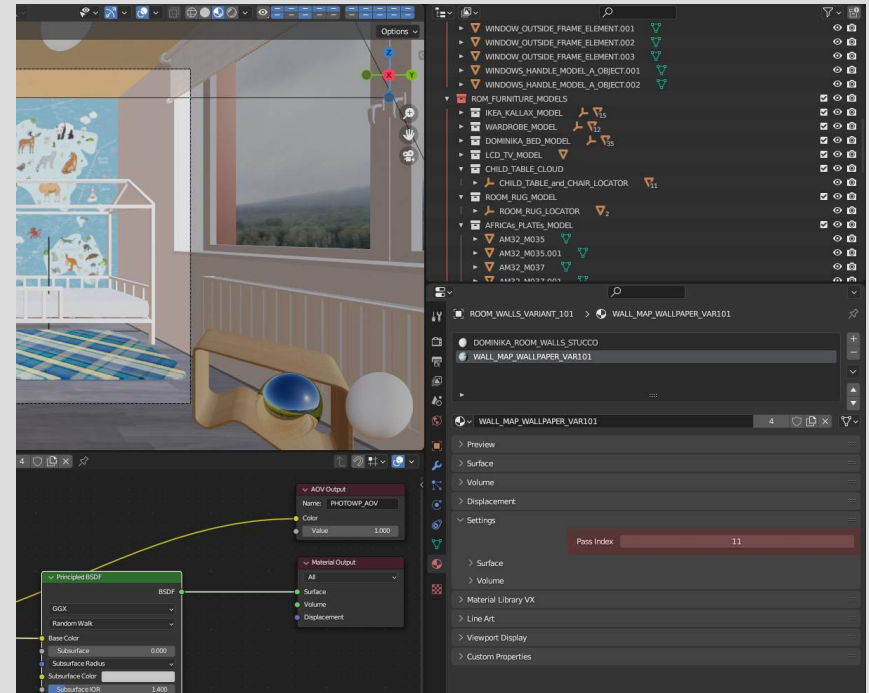 Options
Z
X
Y
WINDOW_OUTSIDE_FRAME_ELEMENT.001
WINDOW_OUTSIDE_FRAME_ELEMENT.002
WINDOW_OUTSIDE_FRAME_ELEMENT.003
WINDOWS_HANDLE_MODEL_A_OBJECT.001
WINDOWS_HANDLE_MODEL_A_OBJECT.002
ROM_FURNITURE_MODELS
IKEA_KALLAX_MODEL 15
WARDROBE_MODEL 12
DOMINIKA_BED_MODEL 35
LCD_TV_MODEL
CHILD_TABLE_CLOUD
CHILD_TABLE_and_CHAIR_LOCATOR 11
ROOM_RUG_MODEL
ROOM_RUG_LOCATOR 2
AFRICAs_PLATEs_MODEL
AM32_M035
AM32_M035.001
AM32_M037
AM32_M037.001
ROOM_WALLS_VARIANT_101 > WALL_MAP_WALLPAPER_VAR101
DOMINIKA_ROOM_WALLS_STUCCO
WALL_MAP_WALLPAPER_VAR101
WALL_MAP_WALLPAPER_VAR101 4
Preview
Surface
Volume
Displacement
Settings
Pass Index 11
Surface
Volume
Material Library VX
Line Art
Viewport Display
Custom Properties
4
AOV Output
Name: PHOTOWP_AOV
Color
Value 1.000
Material Output
All
Surface
Volume
Displacement
Principled BSDF
BSDF
GGX
Random Walk
Base Color
Subsurface 0.000
Subsurface Radius
Subsurface Color
Subsurface IOR 1.400